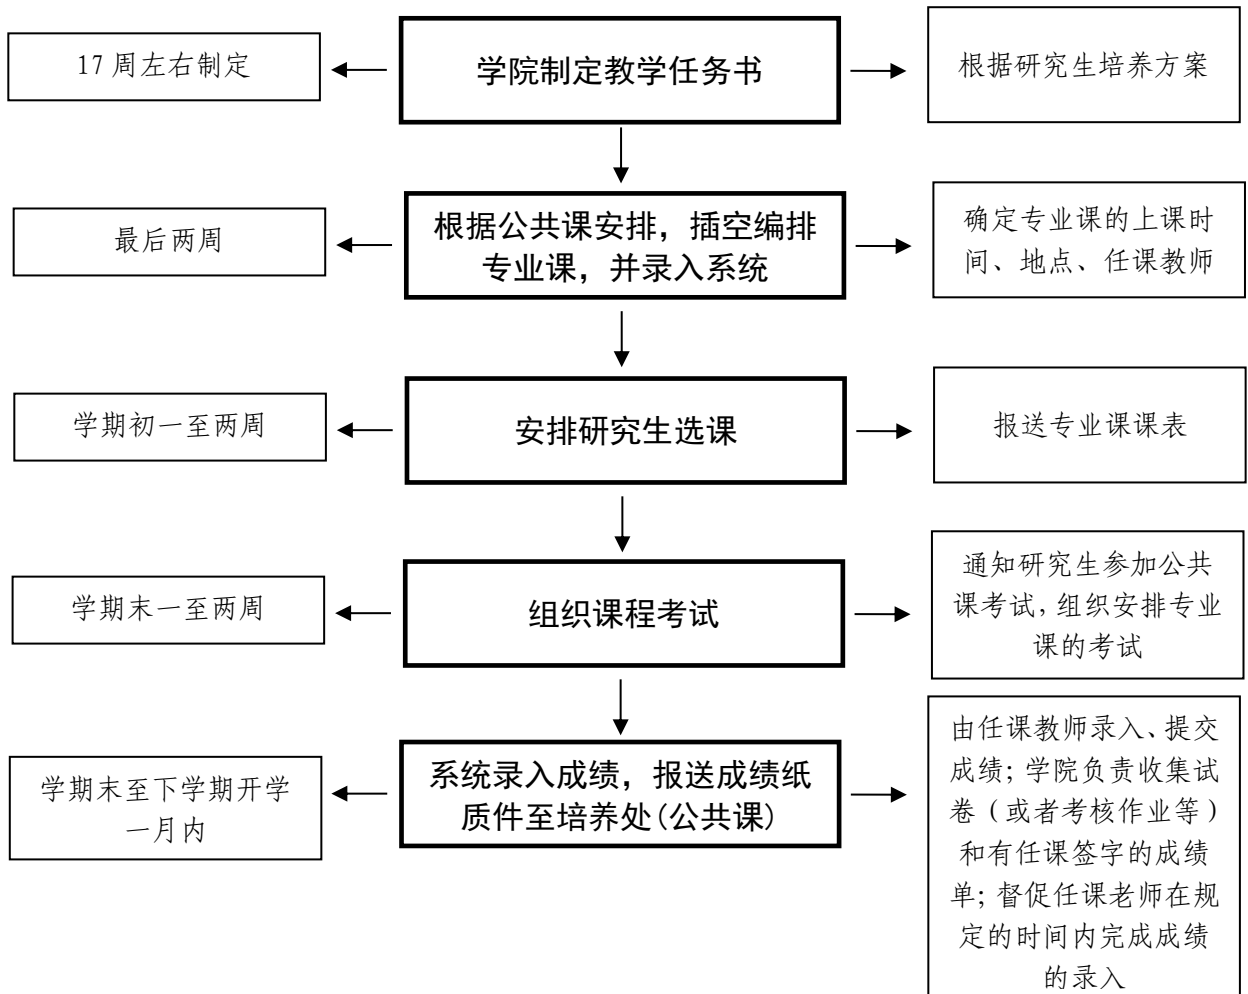 17 周左右制定
学院制定教学任务书
根据研究生培养方案
最后两周
根据公共课安排，插空编排
专业课，并录入系统
确定专业课的上课时
间、地点、任课教师
学期初一至两周
安排研究生选课
报送专业课课表
学期末一至两周
组织课程考试
通知研究生参加公共
课考试，组织安排专业
课的考试
学期末至下学期开学
一月内
系统录入成绩，报送成绩纸
质件至培养处(公共课)
由任课教师录入、提交
成绩；学院负责收集试
卷（或者考核作业等）
和有任课签字的成绩
单；督促任课老师在规
定的时间内完成成绩
的录入